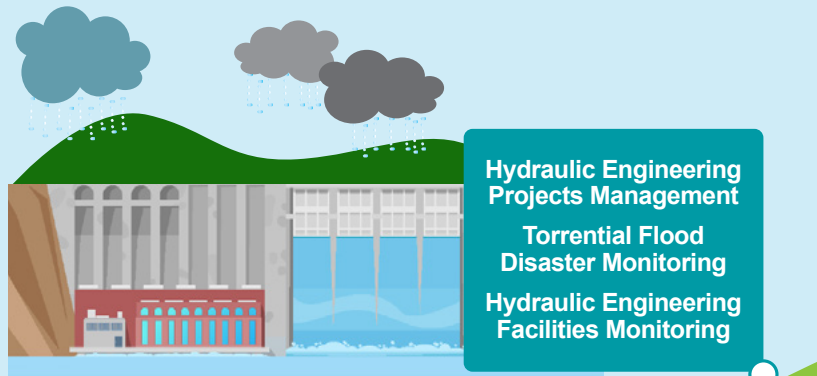 Hydraulic Engineering
Projects Management
Torrential Flood
Disaster Monitoring
Hydraulic Engineering
Facilities Monitoring